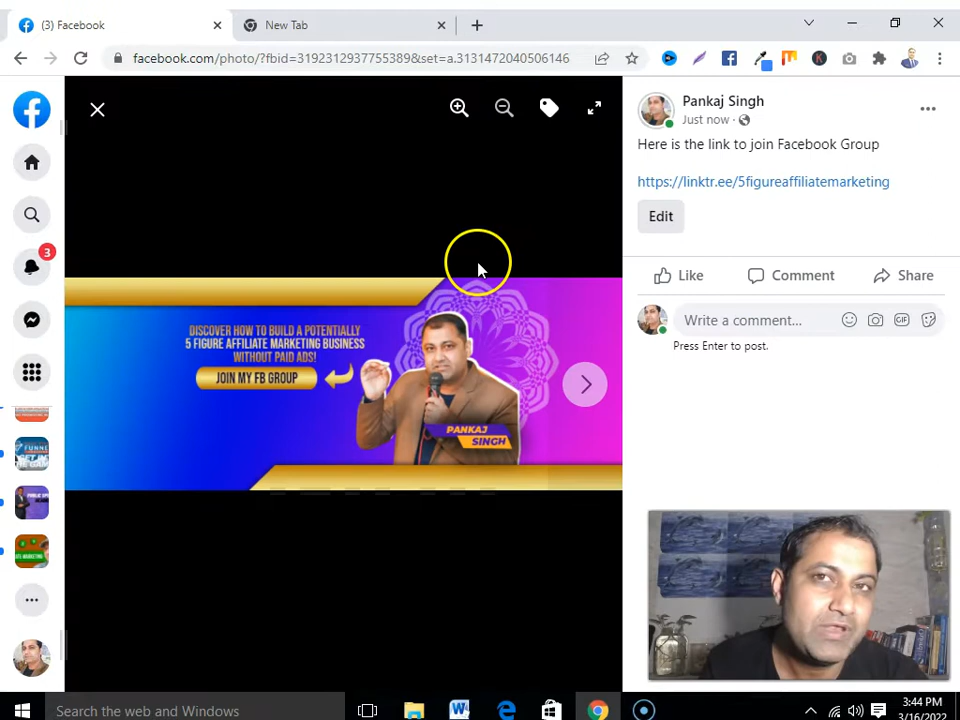 (3) Facebook
New Tab
facebook.com/photo/?fbid=3192312937755389&set=a.3131472040506146
Pankaj Singh
Just now
Here is the link to join Facebook Group
https://linktr.ee/5figureaffiliatemarketing
Edit
3
Like
Comment
Share
Write a comment...
GIF
Press Enter to post.
DISCOVER HOW TO BUILD A POTENTIALLY
5 FIGURE AFFILIATE MARKETING BUSINESS
WITHOUT PAID ADS!
JOIN MY FB GROUP
PANKAJ
SINGH
Search the web and Windows
3:44 PM
3/16/2022